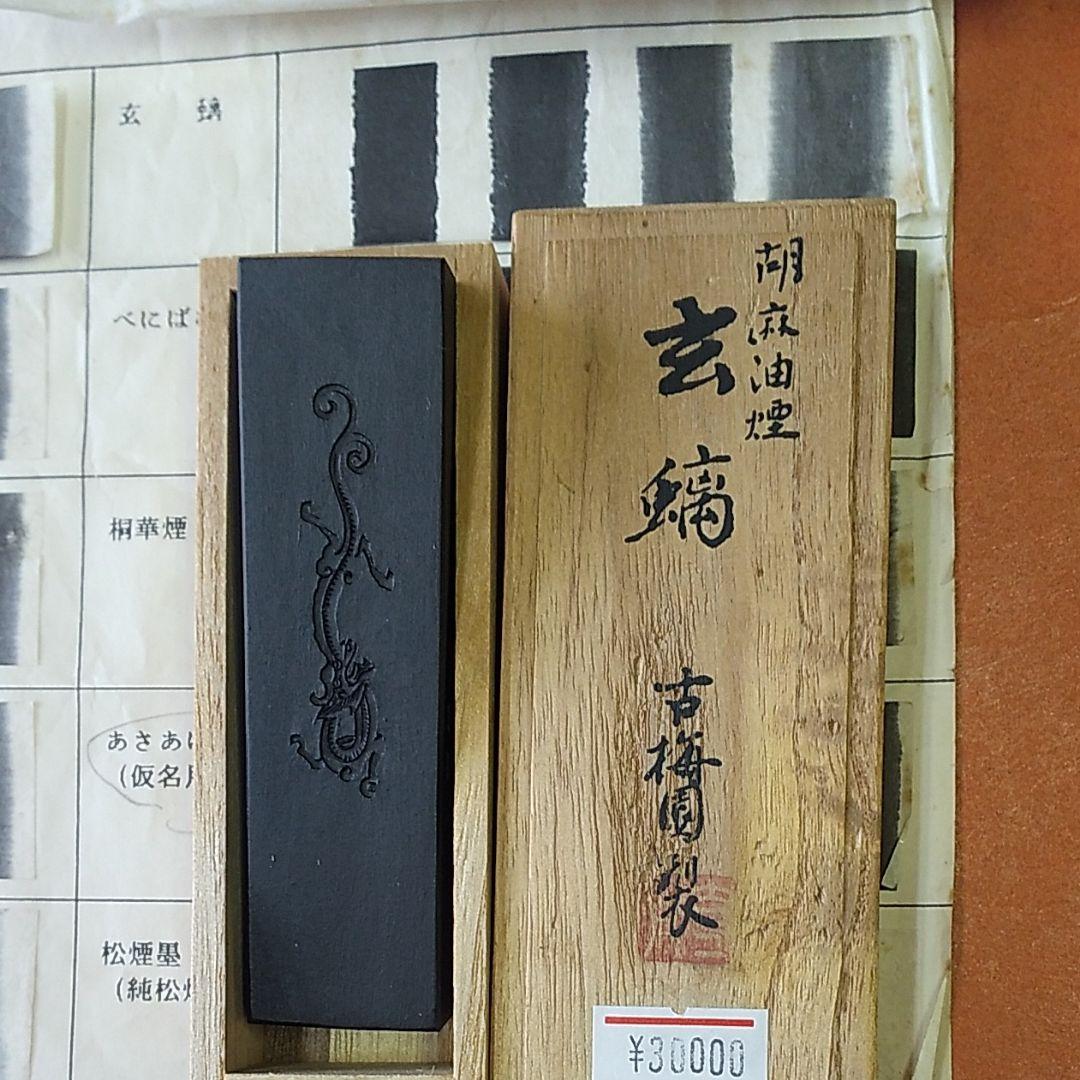 玄　螭
べにば
桐華煙
あさあ
(仮名
松煙墨
(純松
胡麻油煙
玄螭
古梅園製
¥30000